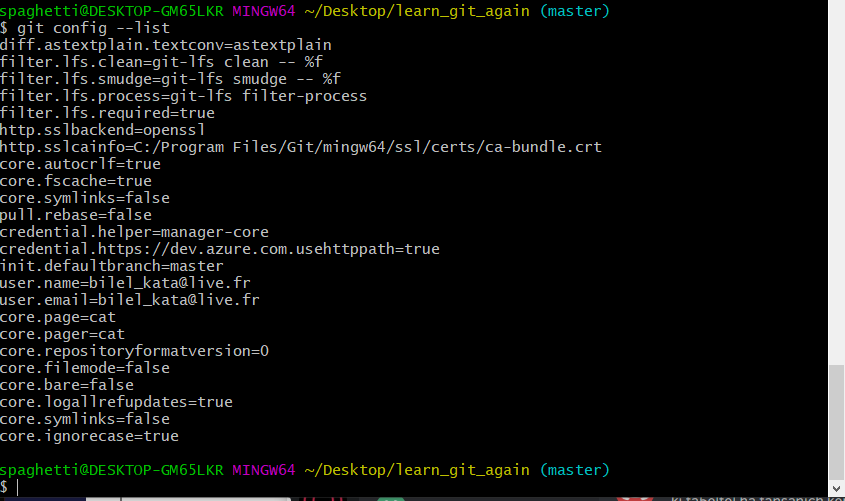 spaghetti@DESKTOP-GM65LKR MINGW64 ~/Desktop/learn_git_again (master)
$ git config --list
diff.astextplain.textconv=astextplain
filter.lfs.clean=git-lfs clean -- %f
filter.lfs.smudge=git-lfs smudge -- %f
filter.lfs.process=git-lfs filter-process
filter.lfs.required=true
http.sslbackend=openssl
http.sslcainfo=C:/Program Files/Git/mingw64/ssl/certs/ca-bundle.crt
core.autocrlf=true
core.fscache=true
core.symlinks=false
pull.rebase=false
credential.helper=manager-core
credential.https://dev.azure.com.usehttppath=true
init.defaultbranch=master
user.name=bilel_kata@live.fr
user.email=bilel_kata@live.fr
core.page=cat
core.pager=cat
core.repositoryformatversion=0
core.filemode=false
core.bare=false
core.logallrefupdates=true
core.symlinks=false
core.ignorecase=true
spaghetti@DESKTOP-GM65LKR MINGW64 ~/Desktop/learn_git_again (master)
$